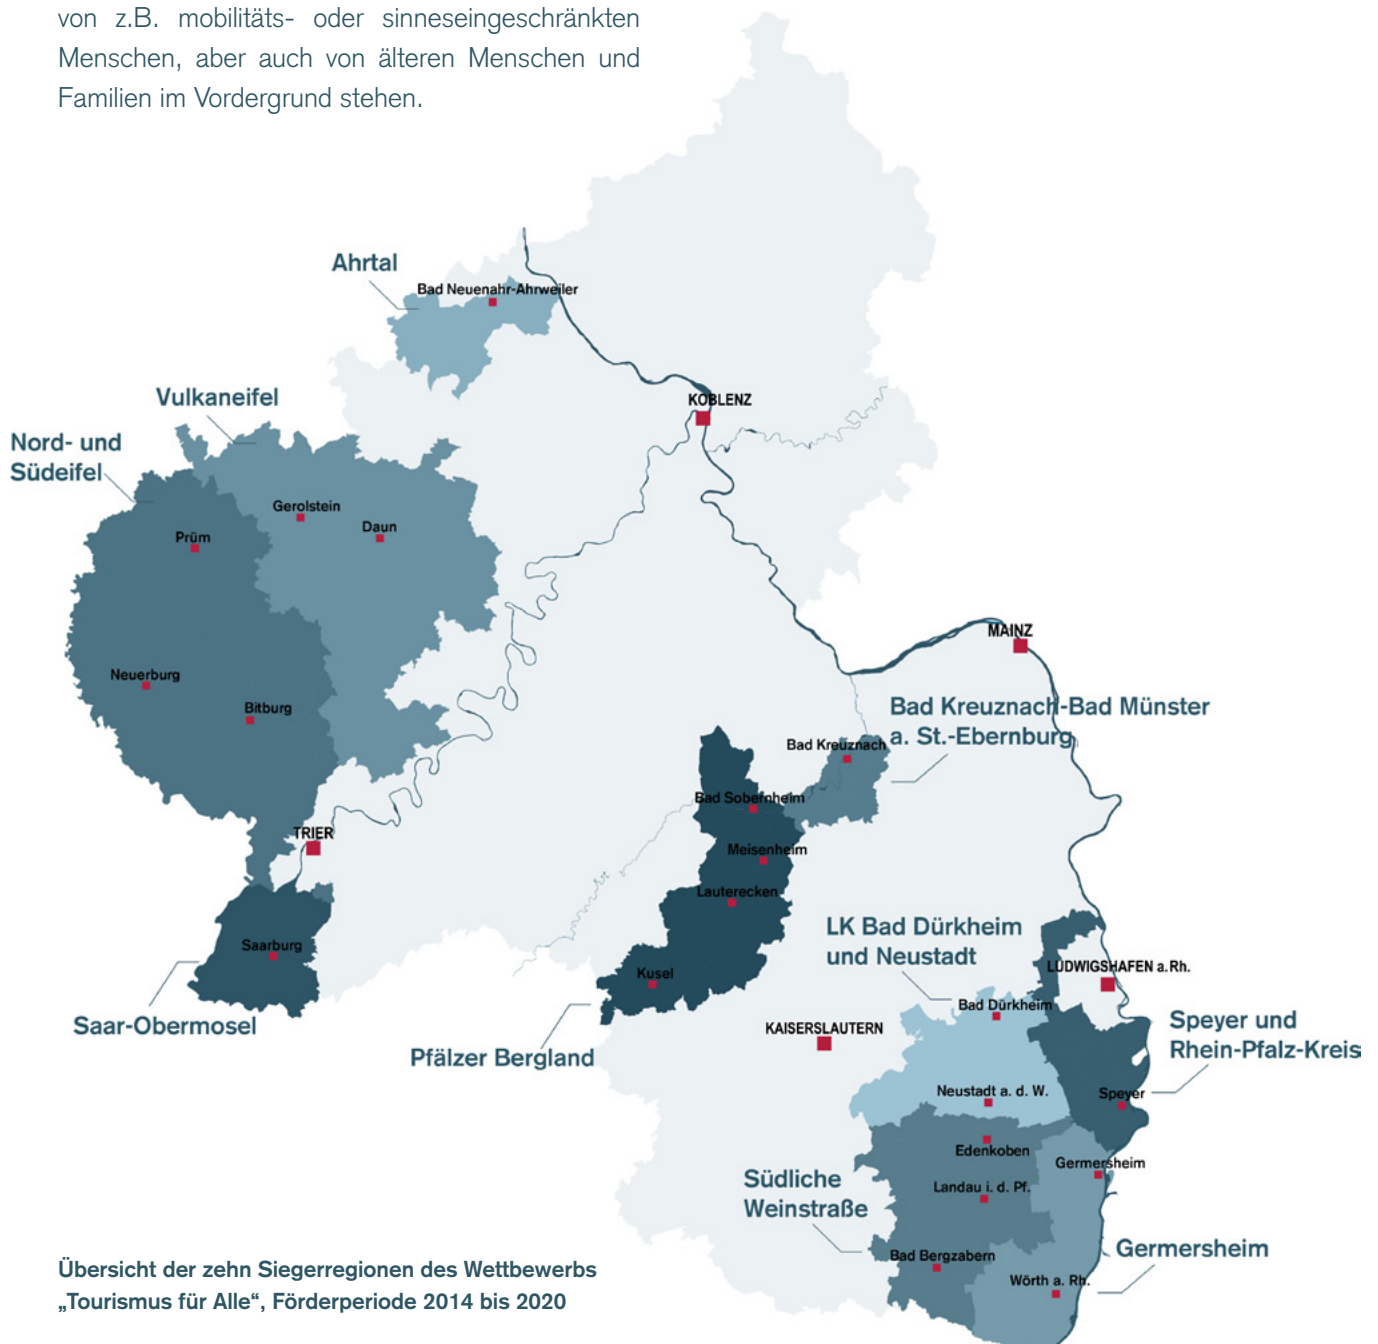 von z.B. mobilitäts- oder sinneseingeschränkten
Menschen, aber auch von älteren Menschen und
Familien im Vordergrund stehen.
Ahrtal
Bad Neuenahr-Ahrweiler
Vulkaneifel
KOBLENZ
Nord- und
Südeifel
Gerolstein
Daun
Prüm
MAINZ
Neuerburg
Bitburg
Bad Kreuznach-Bad Münster
a. St.-Ebernburg
Bad Kreuznach
Bad Sobernheim
TRIER
Meisenheim
Lauterecken
LK Bad Dürkheim
und Neustadt
Saarburg
LUDWIGSHAFEN a. Rh.
Kusel
Bad Dürkheim
Saar-Obermosel
KAISERSLAUTERN
Speyer und
Rhein-Pfalz-Kreis
Pfälzer Bergland
Neustadt a. d. W.
Speyer
Edenkoben
Germersheim
Südliche
Weinstraße
Landau i. d. Pf.
Bad Bergzabern
Germersheim
Wörth a. Rh.
Übersicht der zehn Siegerregionen des Wettbewerbs
„Tourismus für Alle“, Förderperiode 2014 bis 2020